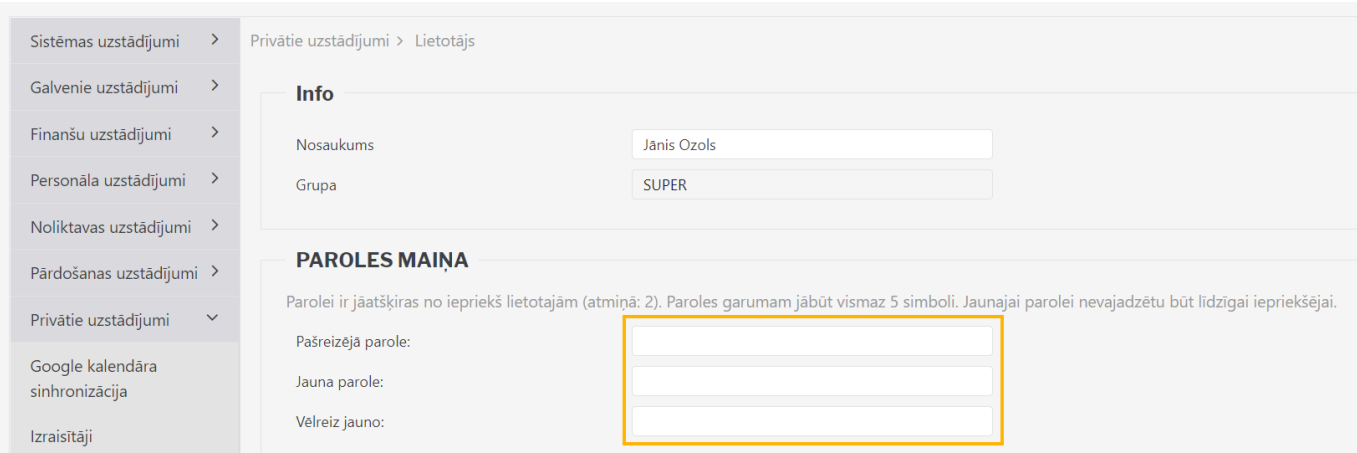 Sistēmas uzstādījumi
Galvenie uzstādījumi
Finanšu uzstādījumi
Personāla uzstādījumi
Noliktavas uzstādījumi
Pārdošanas uzstādījumi
Privātie uzstādījumi
Google kalendāra
sinhronizācija
Izraisītāji
Privātie uzstādījumi > Lietotājs
Info
Nosaukums Jānis Ozols
Grupa SUPER
PAROLES MAIŅA
Parolei ir jāatšķiras no iepriekš lietotajām (atmiņā: 2). Paroles garumam jābūt vismaz 5 simboli. Jaunajai parolei nevajadzētu būt līdzīgai iepriekšējai.
Pašreizējā parole:
Jauna parole:
Vēlreiz jauno: